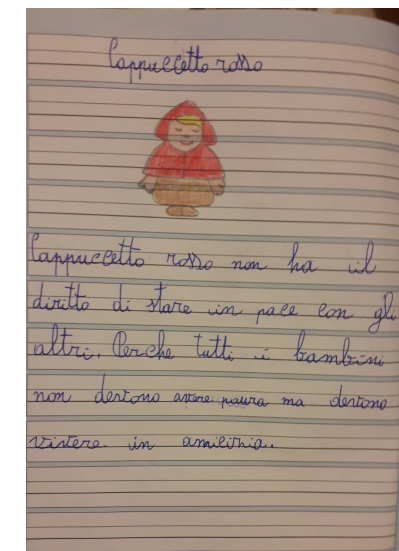 Cappuccetto rosso
Cappuccetto rosso non ha il
diritto di stare in pace con gli
altri. Perche tutti i bambini
non devono avere paura ma devono
vivere in amicizia.